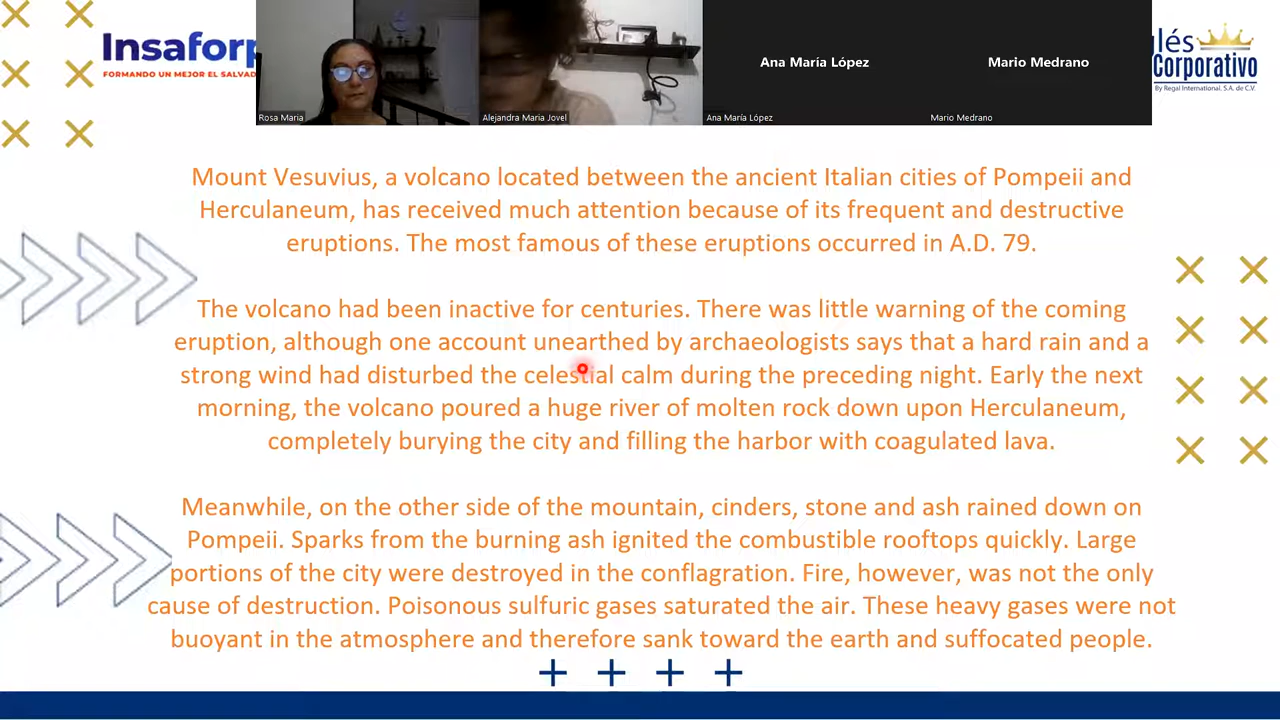 Insaforp
FORMANDO UN MEJOR EL SALVA
Rosa Maria
Alejandra Maria Jovel
Ana María López
Ana María López
Mario Medrano
Mario Medrano
lés
Corporativo
By Regal International, S.A. de C.V.
Mount Vesuvius, a volcano located between the ancient Italian cities of Pompeii and
Herculaneum, has received much attention because of its frequent and destructive
eruptions. The most famous of these eruptions occurred in A.D. 79.
The volcano had been inactive for centuries. There was little warning of the coming
eruption, although one account unearthed by archaeologists says that a hard rain and a
strong wind had disturbed the celestial calm during the preceding night. Early the next
morning, the volcano poured a huge river of molten rock down upon Herculaneum,
completely burying the city and filling the harbor with coagulated lava.
Meanwhile, on the other side of the mountain, cinders, stone and ash rained down on
Pompeii. Sparks from the burning ash ignited the combustible rooftops quickly. Large
portions of the city were destroyed in the conflagration. Fire, however, was not the only
cause of destruction. Poisonous sulfuric gases saturated the air. These heavy gases were not
buoyant in the atmosphere and therefore sank toward the earth and suffocated people.